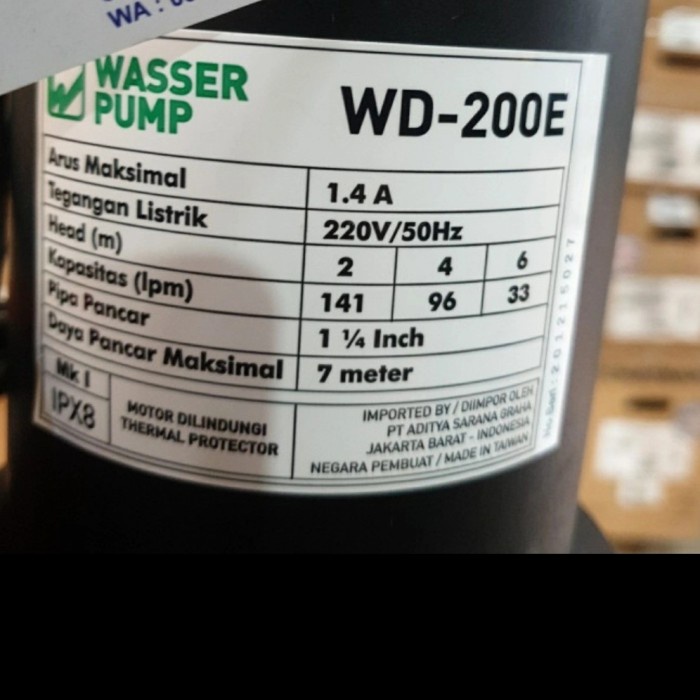 WA : 0
WASSER
PUMP
WD-200E
Arus Maksimal 1.4 A
Tegangan Listrik 220V/50Hz
Head (m) 2 4 6
Kapasitas (lpm) 141 96 33
Pipa Pancar 1 ¼ Inch
Daya Pancar Maksimal 7 meter
Mk I
IPX8
MOTOR DILINDUNGI
THERMAL PROTECTOR
IMPORTED BY / DIIMPOR OLEH
PT ADITYA SARANA GRAHA
JAKARTA BARAT - INDONESIA
NEGARA PEMBUAT / MADE IN TAIWAN